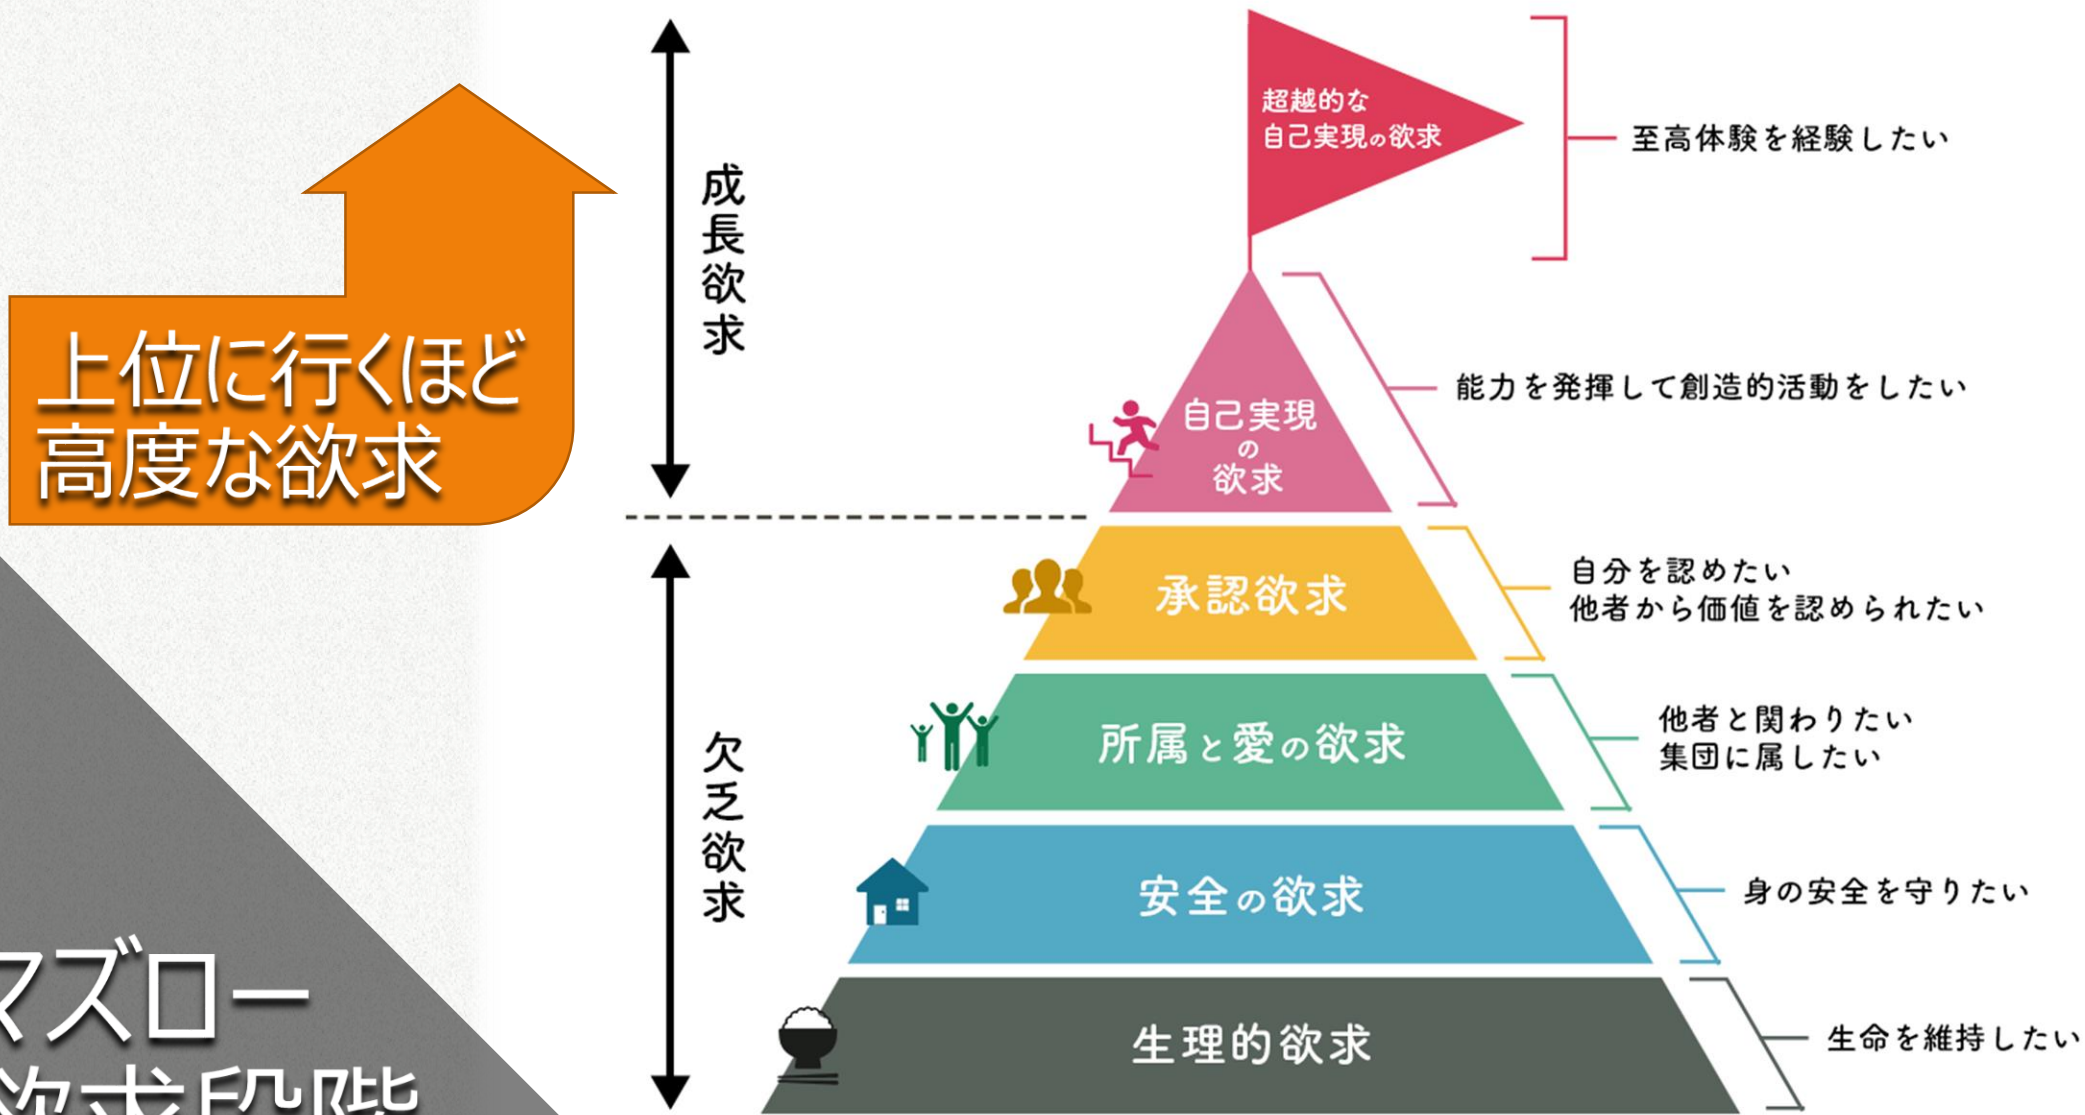 上位に行くほど
高度な欲求
マズロー
欲求段階
成長欲求
欠乏欲求
超越的な
自己実現の欲求
至高体験を経験したい
自己実現
の
欲求
能力を発揮して創造的活動をしたい
承認欲求
自分を認めたい
他者から価値を認められたい
所属と愛の欲求
他者と関わりたい
集団に属したい
安全の欲求
身の安全を守りたい
生理的欲求
生命を維持したい